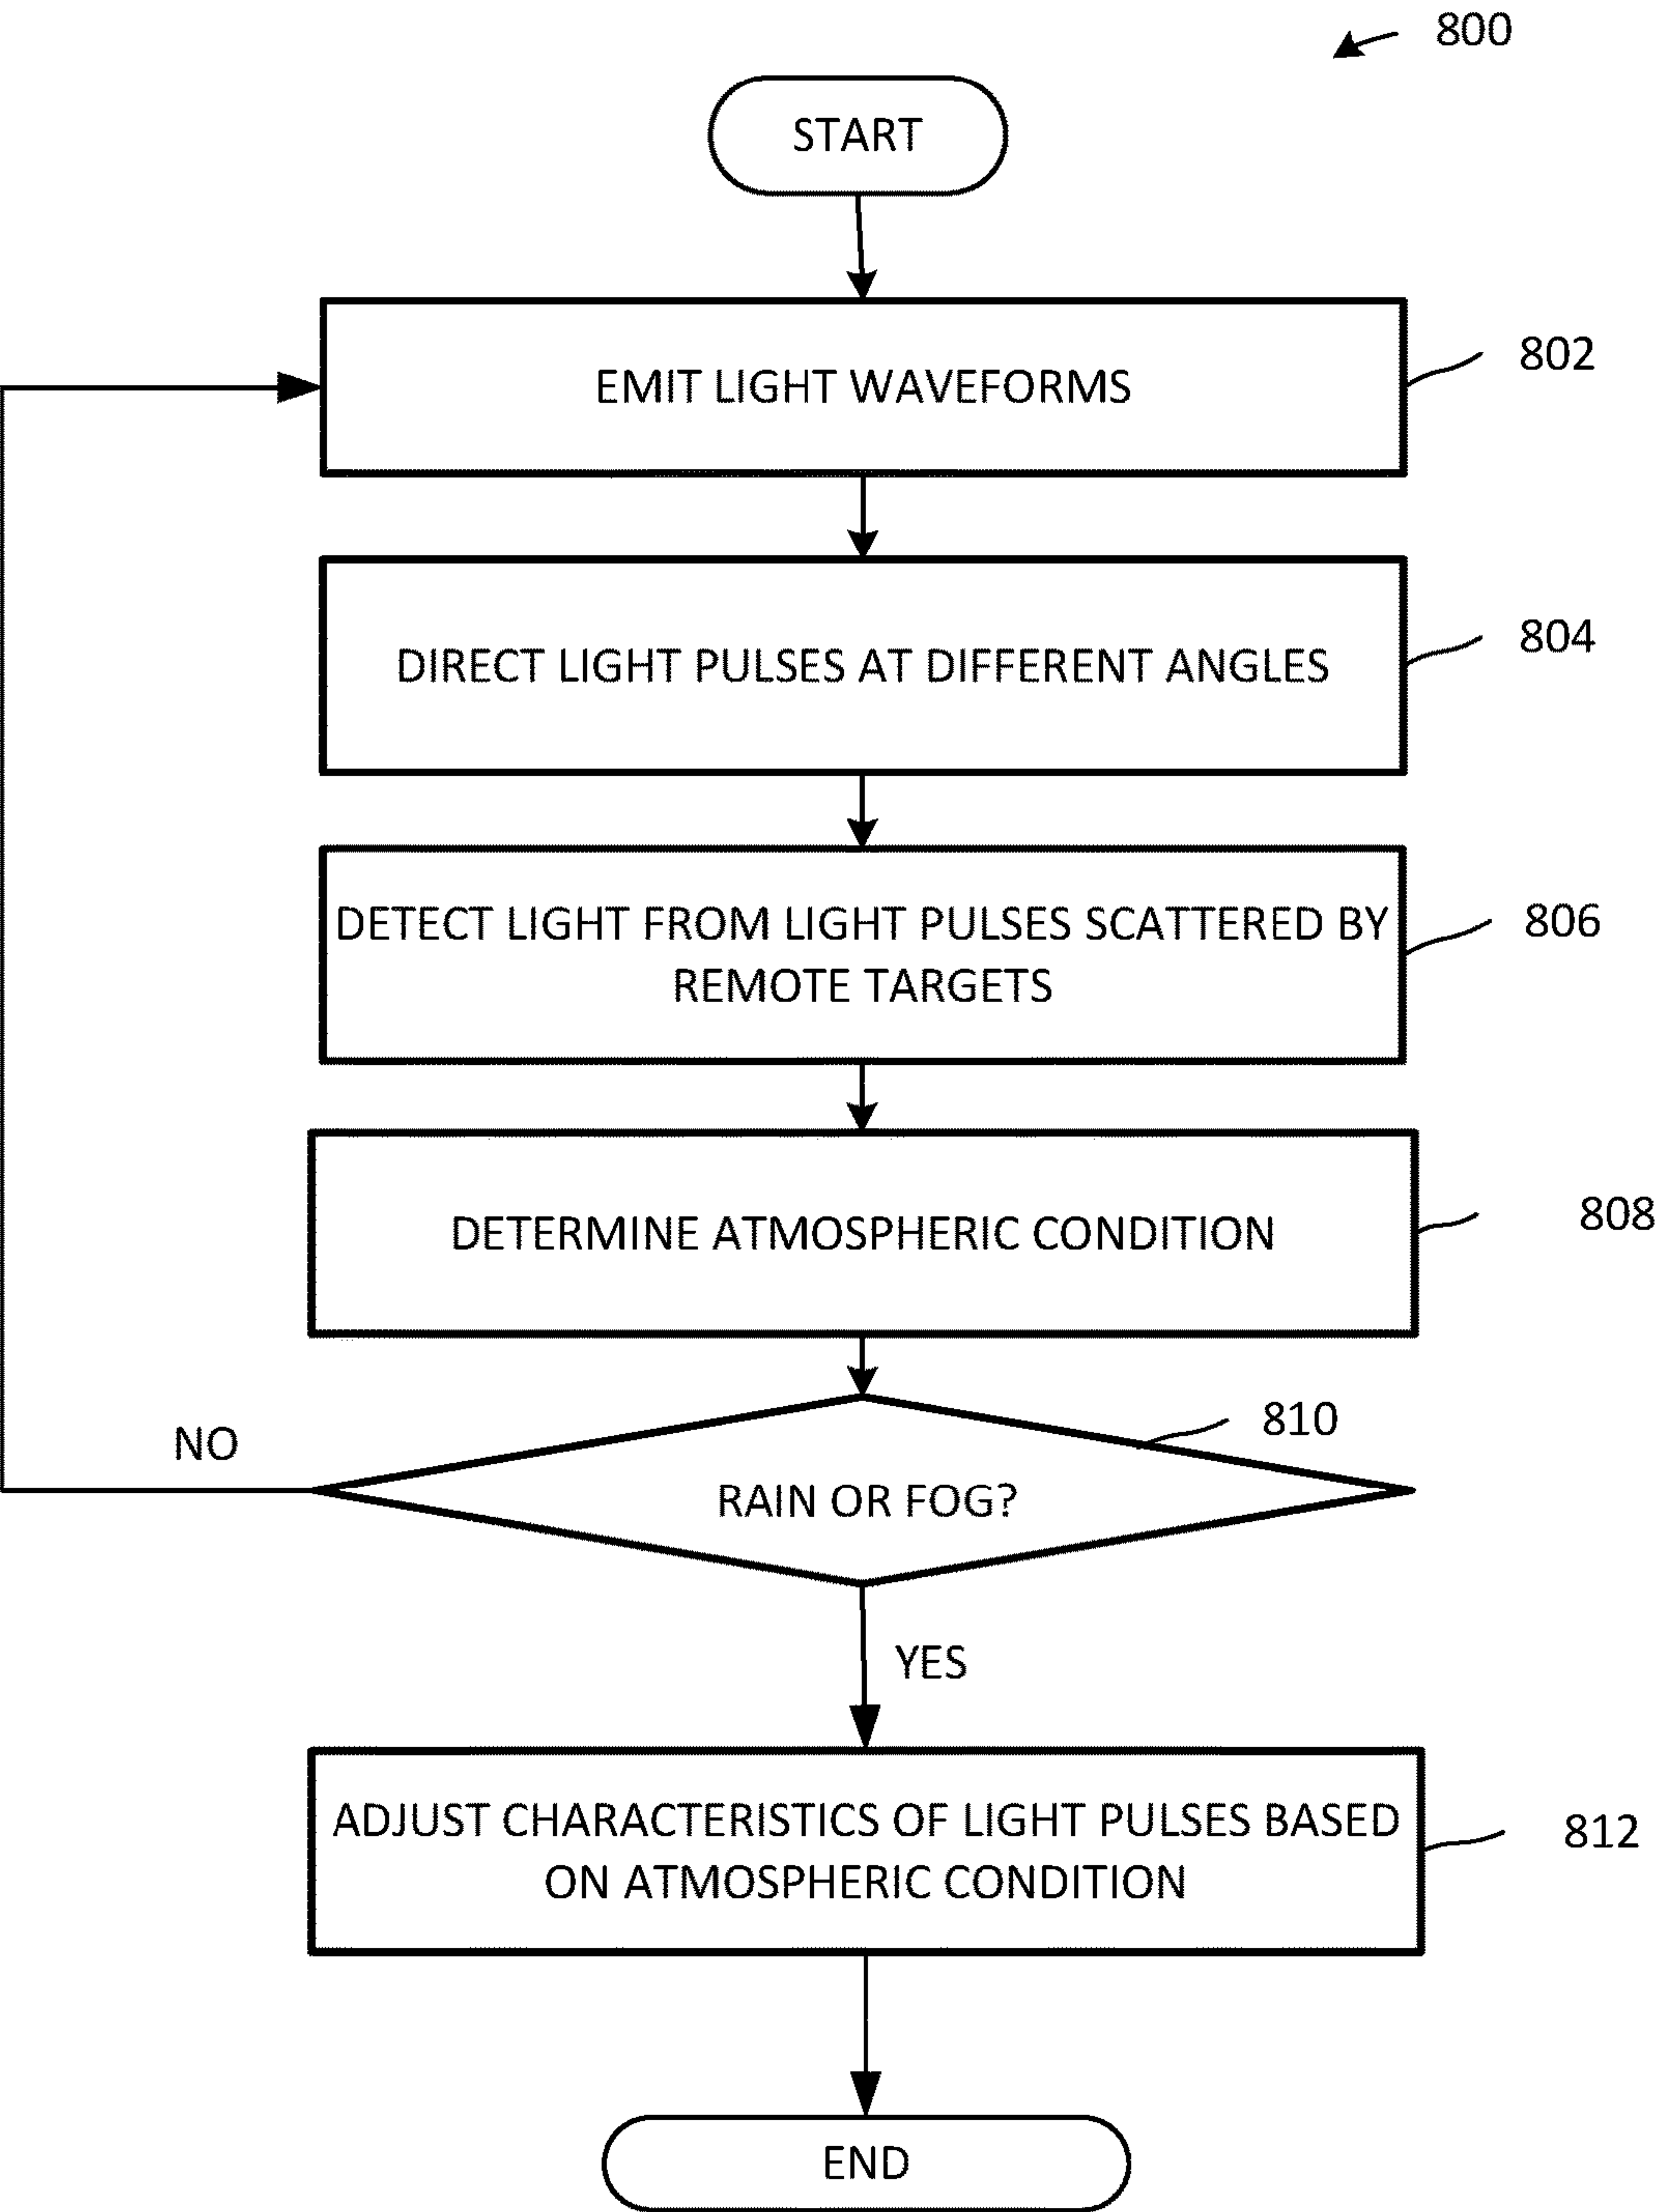 800
START
EMIT LIGHT WAVEFORMS
802
DIRECT LIGHT PULSES AT DIFFERENT ANGLES
804
DETECT LIGHT FROM LIGHT PULSES SCATTERED BY
REMOTE TARGETS
806
DETERMINE ATMOSPHERIC CONDITION
808
RAIN OR FOG?
810
NO
YES
ADJUST CHARACTERISTICS OF LIGHT PULSES BASED
ON ATMOSPHERIC CONDITION
812
END